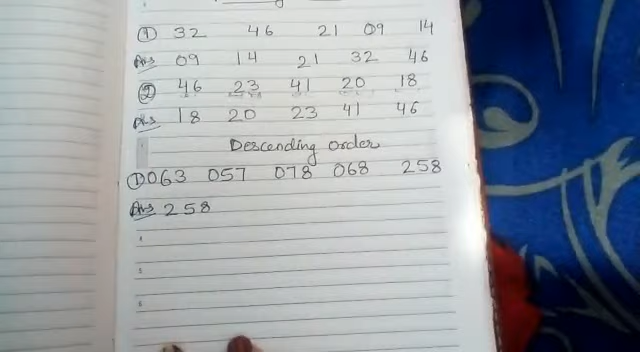 ① 32 46 21 09 14
Ans 09 14 21 32 46
② 46 23 41 20 18
Ans 18 20 23 41 46
Descending order
① 063 057 078 068 258
Ans 258